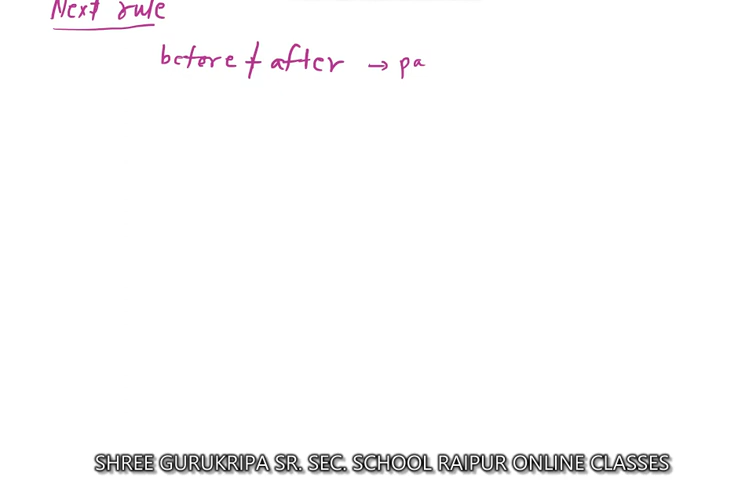 Next rule
before + after → pa
SHREE GURUKRIPA SR. SEC. SCHOOL RAIPUR ONLINE CLASSES